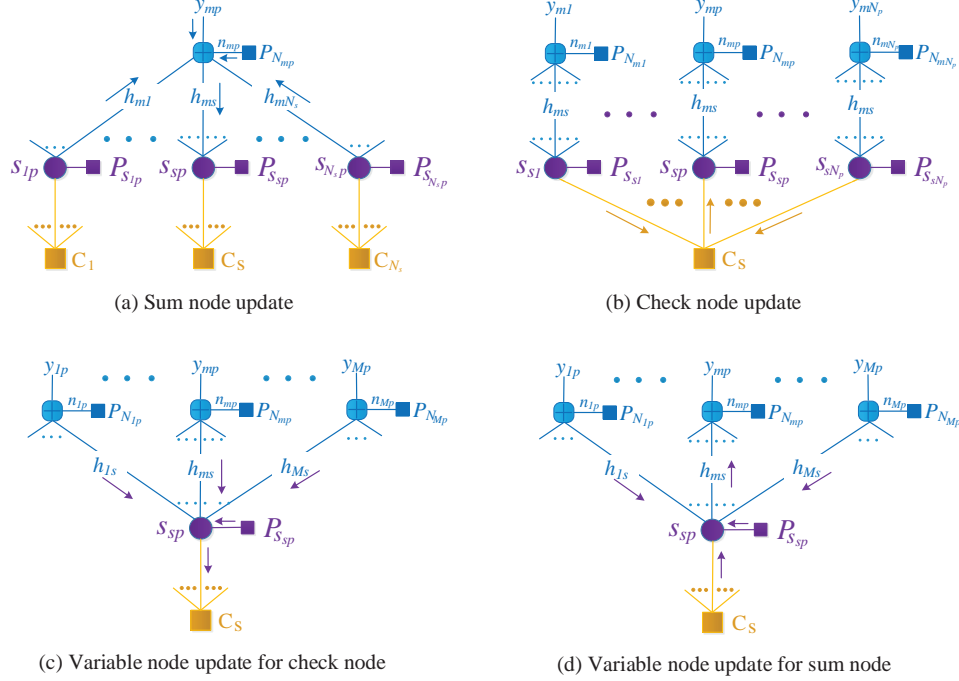 y_mp
n_mp P_N_mp
h_m1 h_ms h_mN_s
s_1p P_s_1p s_sp P_s_sp s_N_s p P_s_N_s p
C_1 C_S C_N_s
(a) Sum node update
y_m1 y_mp y_mN_p
n_m1 P_N_m1 n_mp P_N_mp n_mN_p P_N_mN_p
h_ms h_ms h_ms
s_s1 P_s_s1 s_sp P_s_sp s_sN_p P_s_sN_p
C_S
(b) Check node update
y_1p y_mp y_Mp
n_1p P_N_1p n_mp P_N_mp n_Mp P_N_Mp
h_1s h_ms h_Ms
s_sp P_s_sp
C_S
(c) Variable node update for check node
y_1p y_mp y_Mp
n_1p P_N_1p n_mp P_N_mp n_Mp P_N_Mp
h_1s h_ms h_Ms
s_sp P_s_sp
C_S
(d) Variable node update for sum node